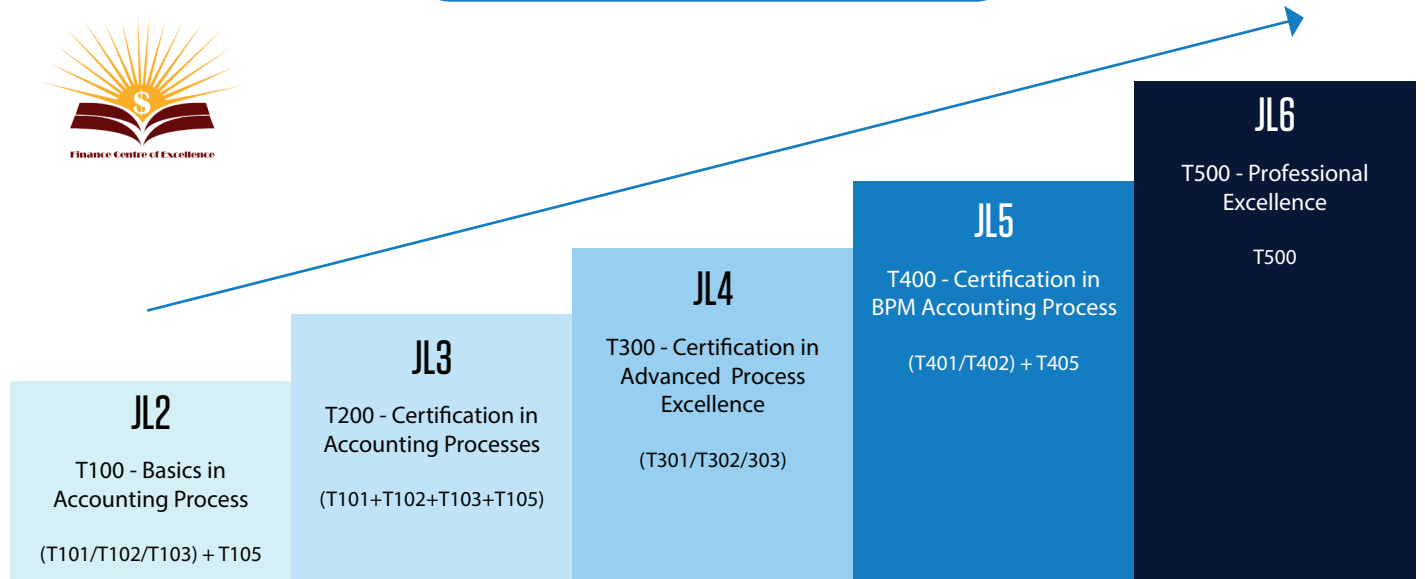 $
Finance Centre of Excellence
JL6
T500 - Professional
Excellence
T500
JL5
T400 - Certification in
BPM Accounting Process
(T401/T402) + T405
JL4
T300 - Certification in
Advanced Process
Excellence
(T301/T302/303)
JL3
T200 - Certification in
Accounting Processes
(T101+T102+T103+T105)
JL2
T100 - Basics in
Accounting Process
(T101/T102/T103) + T105